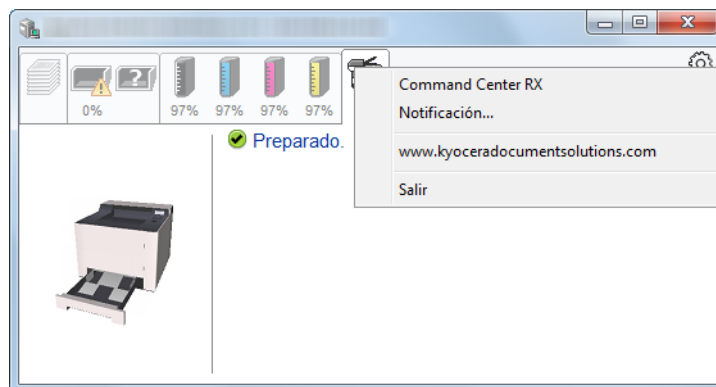 0%
97%
97%
97%
97%
Preparado.
Command Center RX
Notificación...
www.kyoceradocumentsolutions.com
Salir